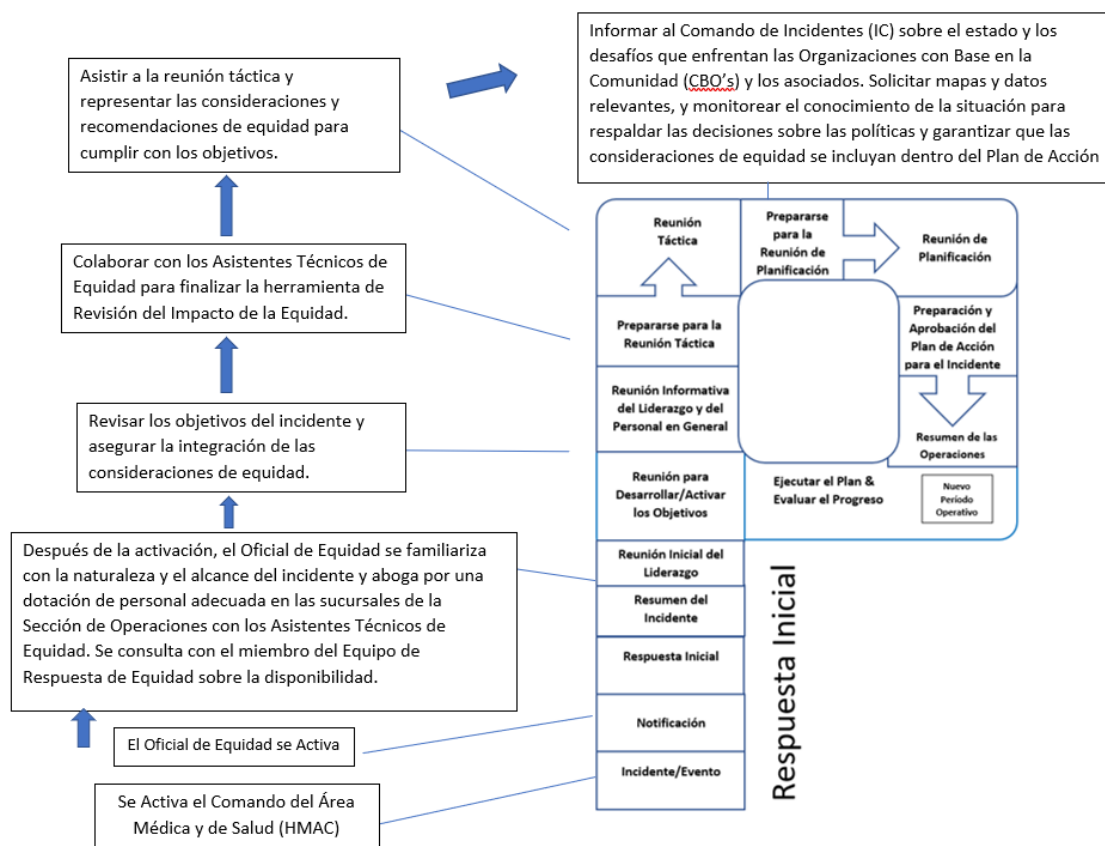 Informar al Comando de Incidentes (IC) sobre el estado y los
desafíos que enfrentan las Organizaciones con Base en la
Comunidad (CBO’s) y los asociados. Solicitar mapas y datos
relevantes, y monitorear el conocimiento de la situación para
respaldar las decisiones sobre las políticas y garantizar que las
consideraciones de equidad se incluyan dentro del Plan de Acción
Asistir a la reunión táctica y
representar las consideraciones y
recomendaciones de equidad para
cumplir con los objetivos.
Colaborar con los Asistentes Técnicos de
Equidad para finalizar la herramienta de
Revisión del Impacto de la Equidad.
Revisar los objetivos del incidente y
asegurar la integración de las
consideraciones de equidad.
Después de la activación, el Oficial de Equidad se familiariza
con la naturaleza y el alcance del incidente y aboga por una
dotación de personal adecuada en las sucursales de la
Sección de Operaciones con los Asistentes Técnicos de
Equidad. Se consulta con el miembro del Equipo de
Respuesta de Equidad sobre la disponibilidad.
El Oficial de Equidad se Activa
Se Activa el Comando del Área
Médica y de Salud (HMAC)
Reunión
Táctica
Prepararse
para la
Reunión de
Planificación
Reunión de
Planificación
Prepararse para la
Reunión Táctica
Preparación y
Aprobación del
Plan de Acción
para el Incidente
Reunión Informativa
del Liderazgo y del
Personal en General
Resumen de las
Operaciones
Reunión para
Desarrollar/Activar
los Objetivos
Ejecutar el Plan &
Evaluar el Progreso
Nuevo
Período
Operativo
Reunión Inicial del
Liderazgo
Resumen del
Incidente
Respuesta Inicial
Notificación
Incidente/Evento
Respuesta Inicial